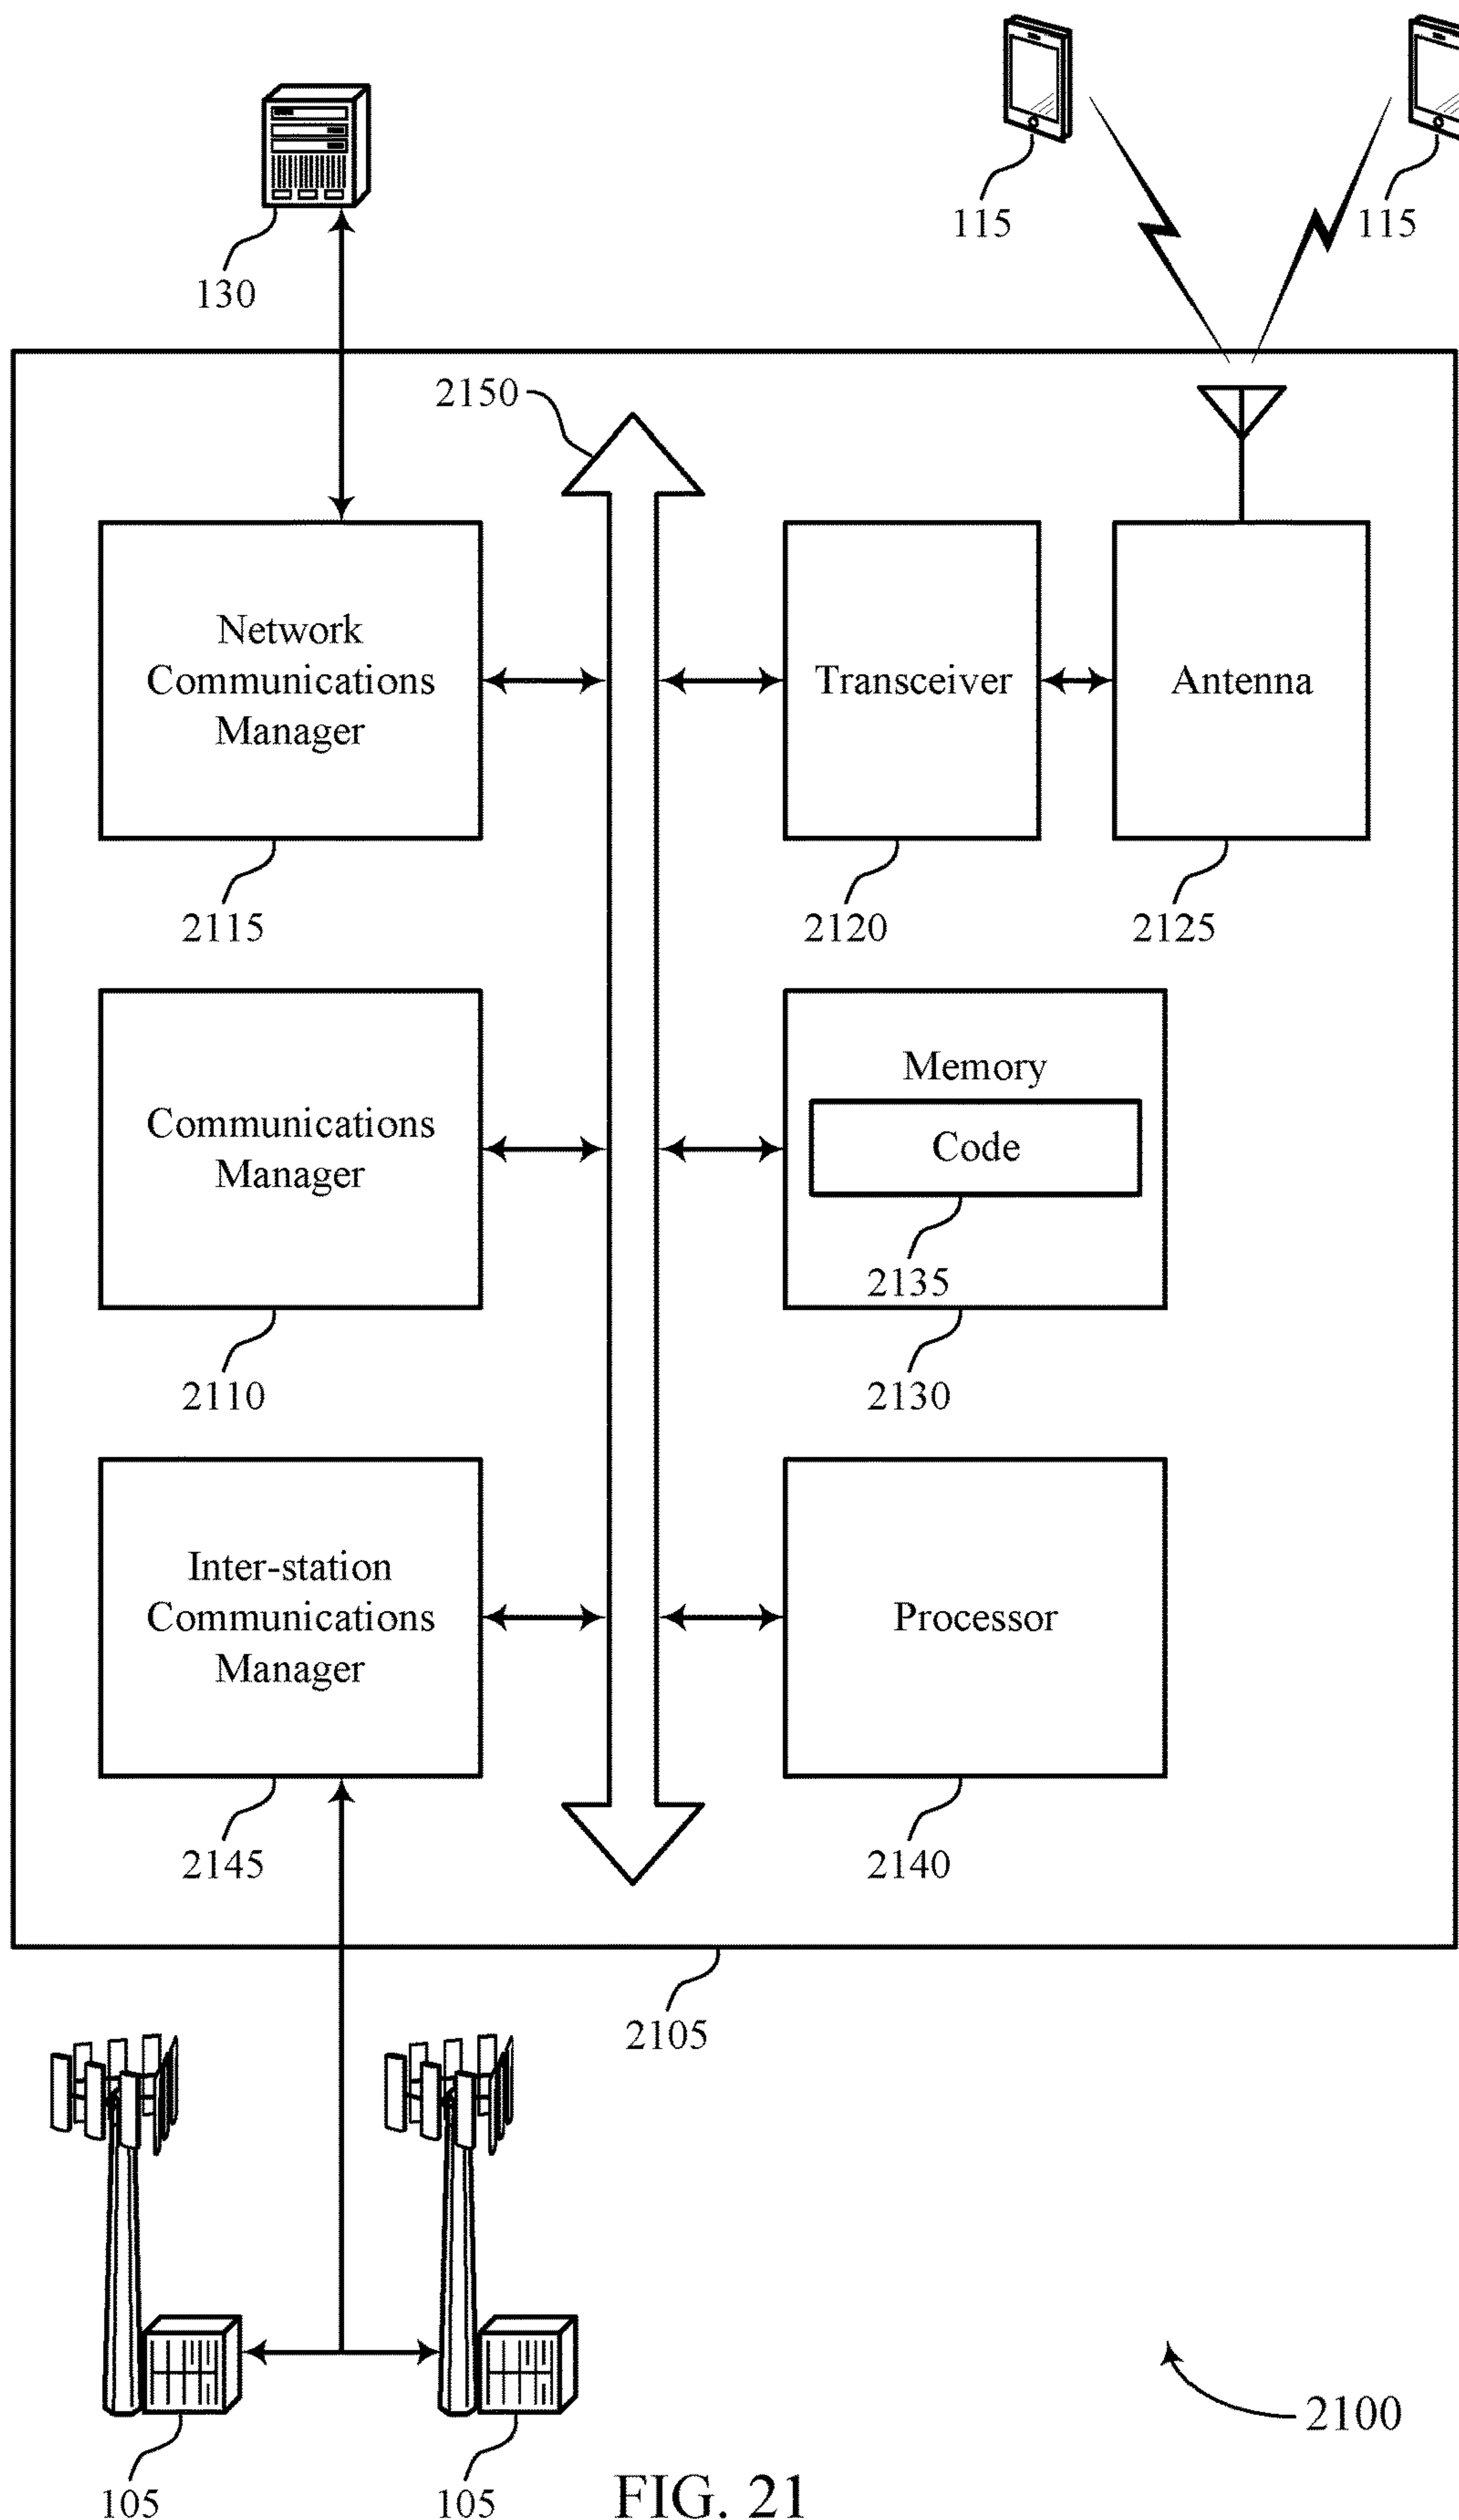 115
115
130
2150
Network
Communications
Manager
Transceiver
Antenna
2115
2120
2125
Communications
Manager
Memory
Code
2135
2110
2130
Inter-station
Communications
Manager
Processor
2145
2140
2105
2100
105
105
FIG. 21